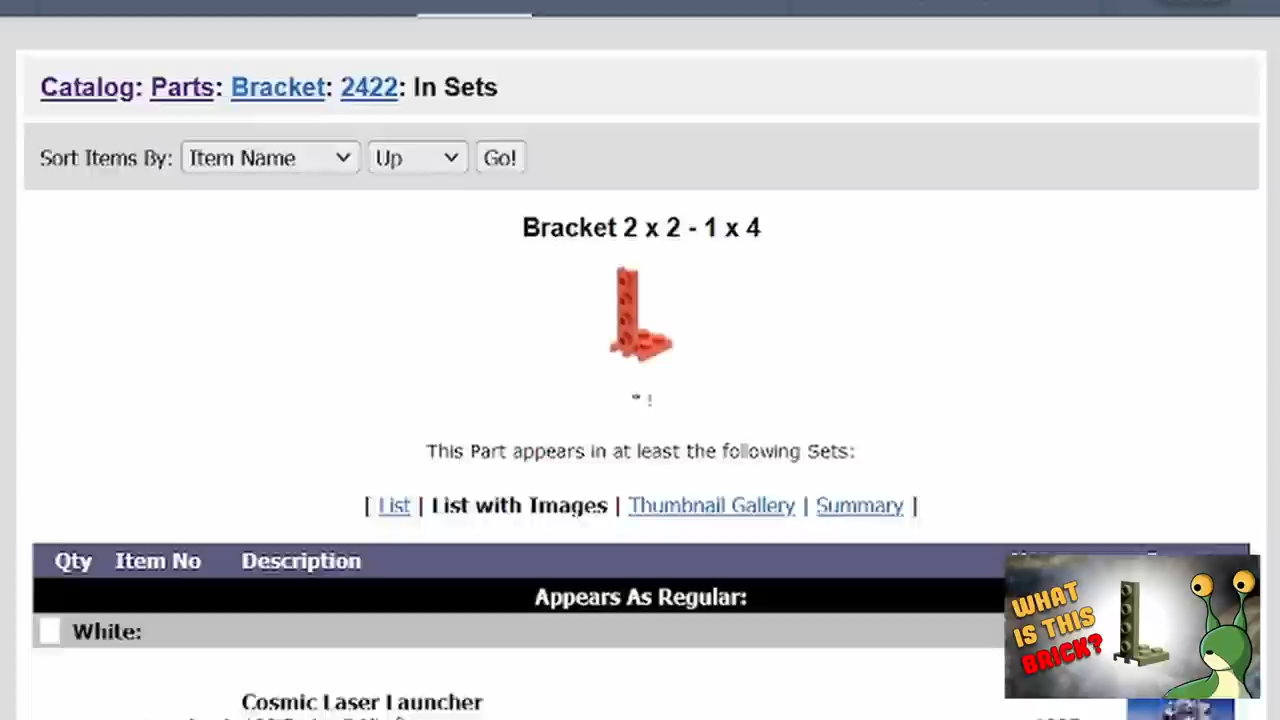 Catalog: Parts: Bracket: 2422: In Sets
Sort Items By: Item Name Up Go!
Bracket 2 x 2 - 1 x 4
This Part appears in at least the following Sets:
[ List | List with Images | Thumbnail Gallery | Summary ]
Qty Item No Description
Appears As Regular:
White:
WHAT
IS THIS
BRICK?
Cosmic Laser Launcher